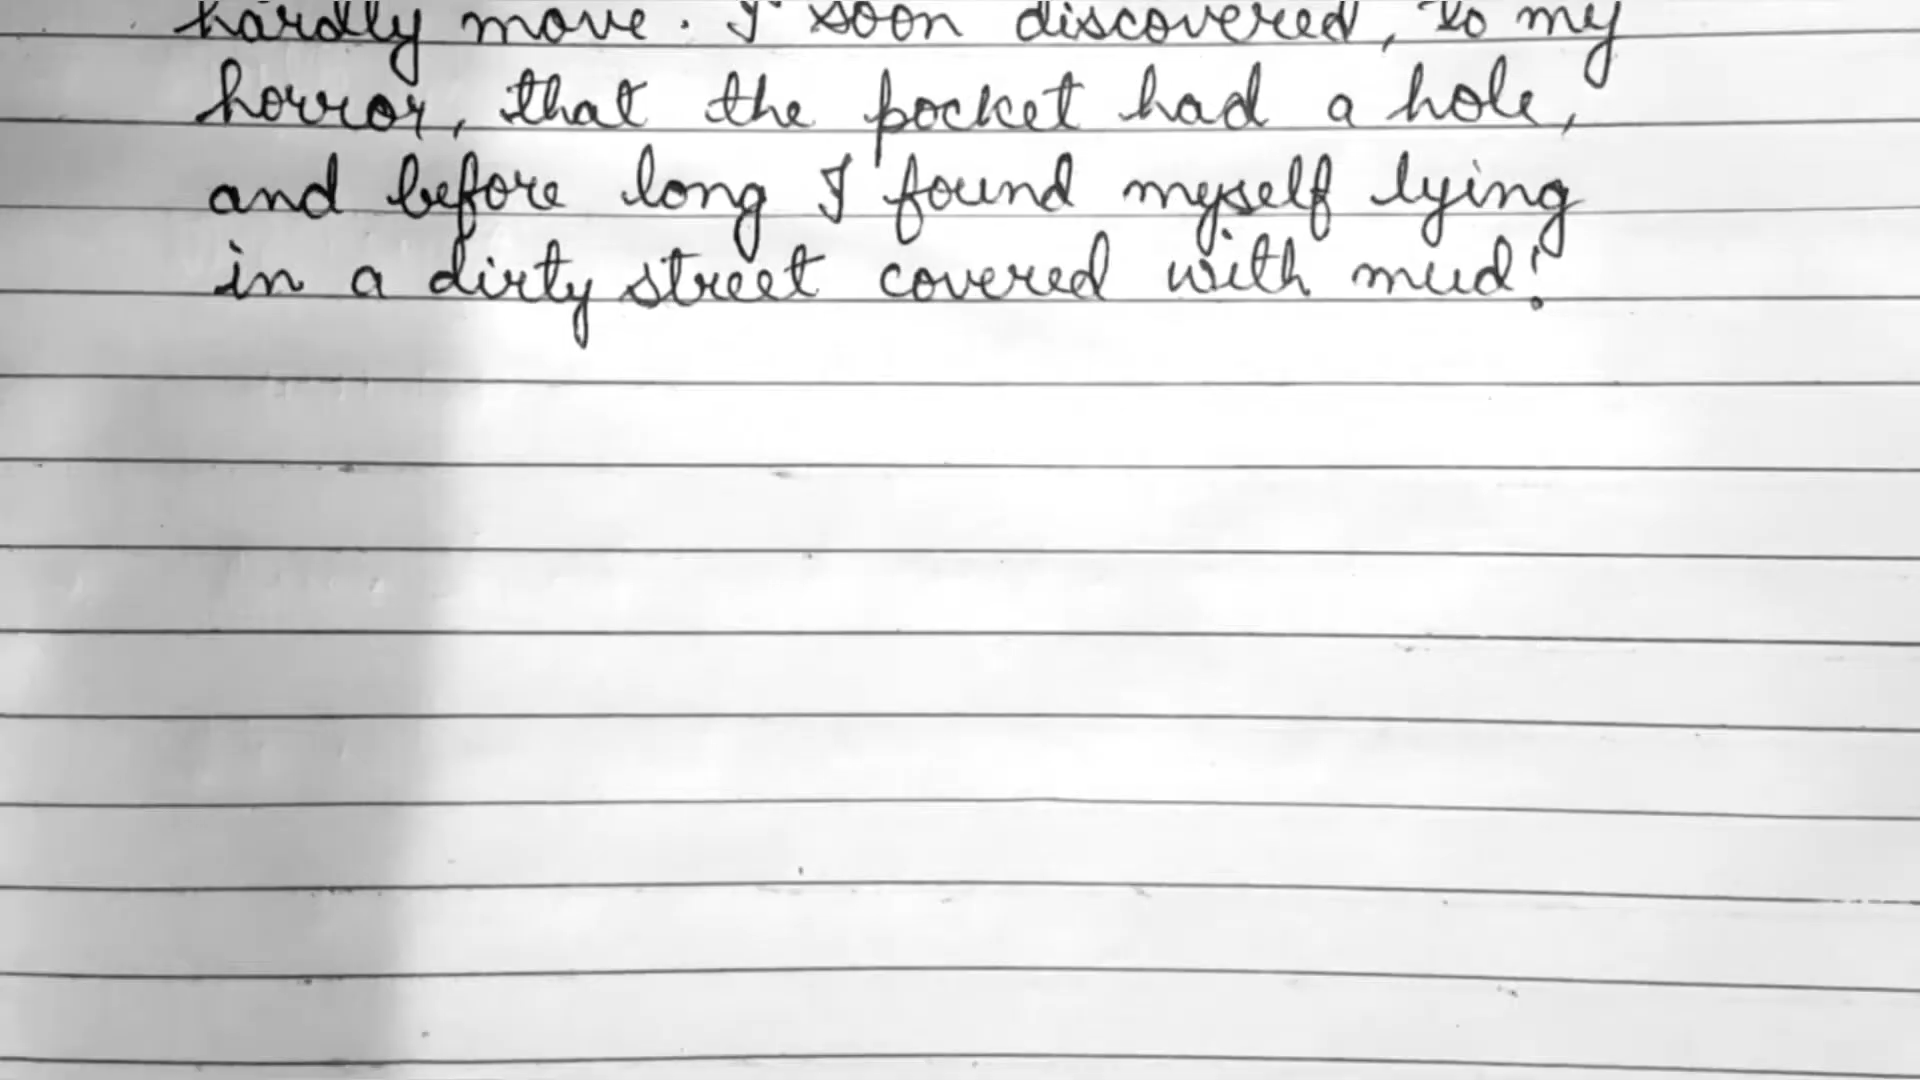 hardly move. I soon discovered, to my
horror, that the pocket had a hole,
and before long I found myself lying
in a dirty street covered with mud!